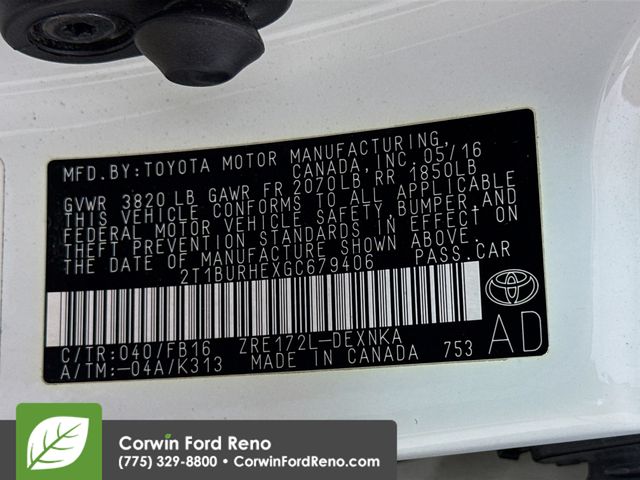 MFD.BY:TOYOTA MOTOR MANUFACTURING,
CANADA, INC. 05/16
GVWR 3820 LB GAWR FR 2070LB, RR 1850LB
THIS VEHICLE CONFORMS TO ALL APPLICABLE
FEDERAL MOTOR VEHICLE SAFETY, BUMPER, AND
THEFT PREVENTION STANDARDS IN EFFECT ON
THE DATE OF MANUFACTURE SHOWN ABOVE.
2T1BURHEXGC679406 PASS.CAR
C/TR:040/FB16 ZRE172L-DEXNKA
A/TM:-04A/K313 MADE IN CANADA 753
AD
Corwin Ford Reno
(775) 329-8800 • CorwinFordReno.com